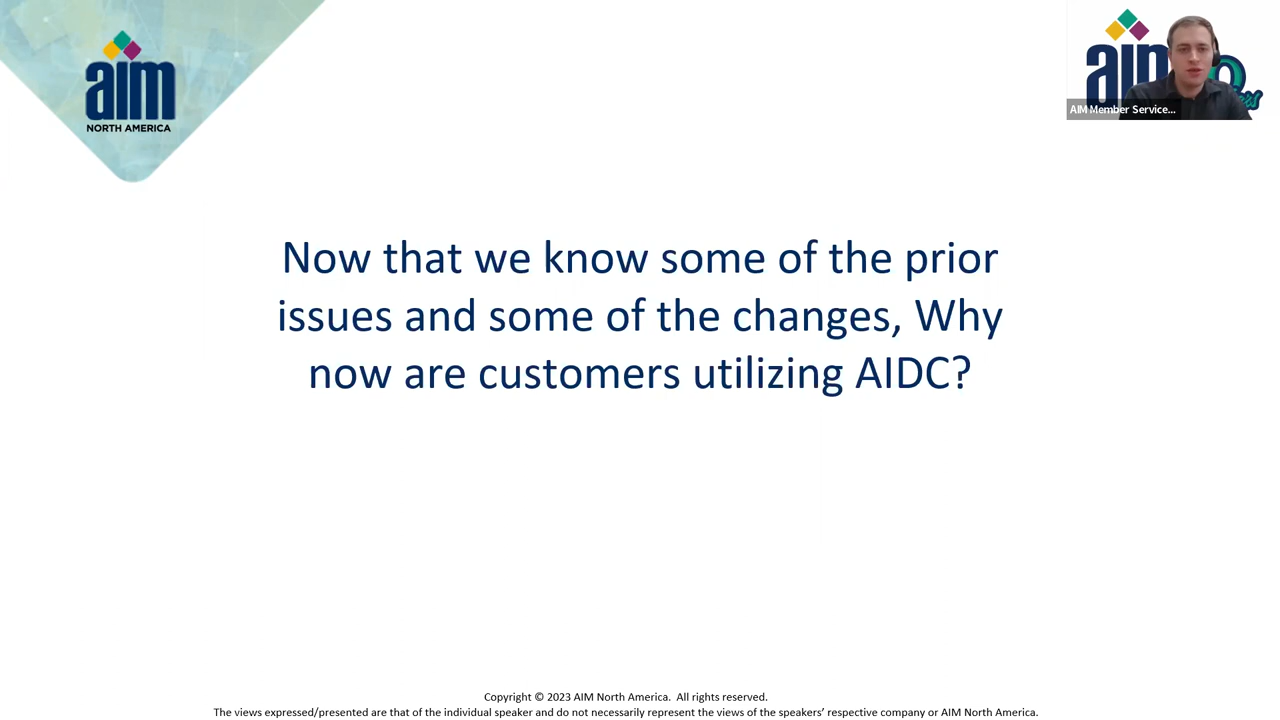 aim
NORTH AMERICA
aim
AIM Member Service...
Now that we know some of the prior
issues and some of the changes, Why
now are customers utilizing AIDC?
Copyright © 2023 AIM North America. All rights reserved.
The views expressed/presented are that of the individual speaker and do not necessarily represent the views of the speakers’ respective company or AIM North America.